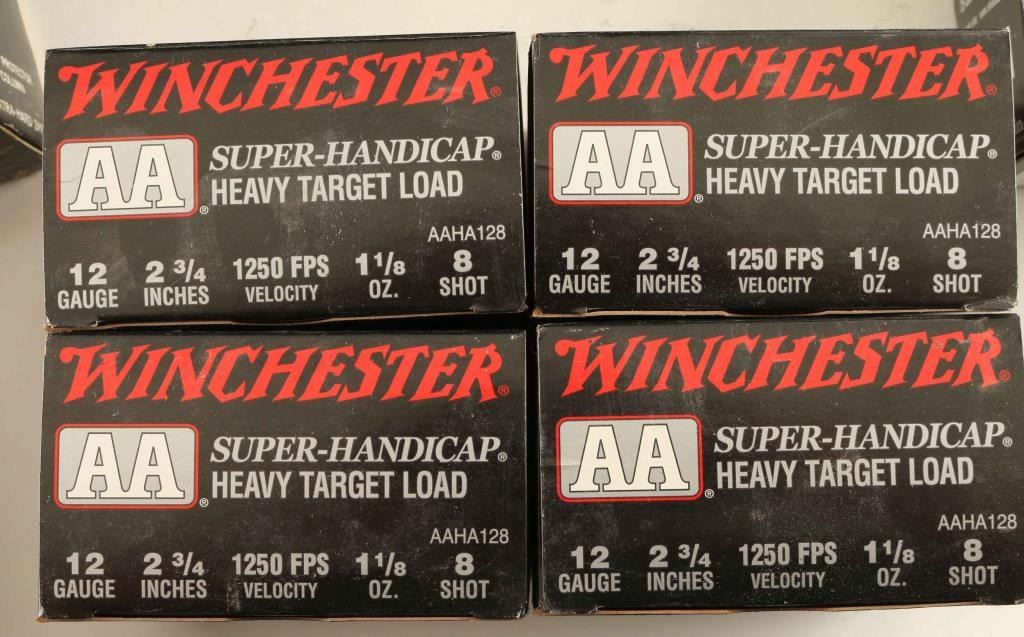 PROTECTOR
COLUMN
WINCHESTER®
AA®
SUPER-HANDICAP®
HEAVY TARGET LOAD
AAHA128
12 2 3/4 1250 FPS 1 1/8 8
GAUGE INCHES VELOCITY OZ. SHOT
WINCHESTER®
AA®
SUPER-HANDICAP®
HEAVY TARGET LOAD
AAHA128
12 2 3/4 1250 FPS 1 1/8 8
GAUGE INCHES VELOCITY OZ. SHOT
WINCHESTER®
AA®
SUPER-HANDICAP®
HEAVY TARGET LOAD
AAHA128
12 2 3/4 1250 FPS 1 1/8 8
GAUGE INCHES VELOCITY OZ. SHOT
WINCHESTER®
AA®
SUPER-HANDICAP®
HEAVY TARGET LOAD
AAHA128
12 2 3/4 1250 FPS 1 1/8 8
GAUGE INCHES VELOCITY OZ. SHOT